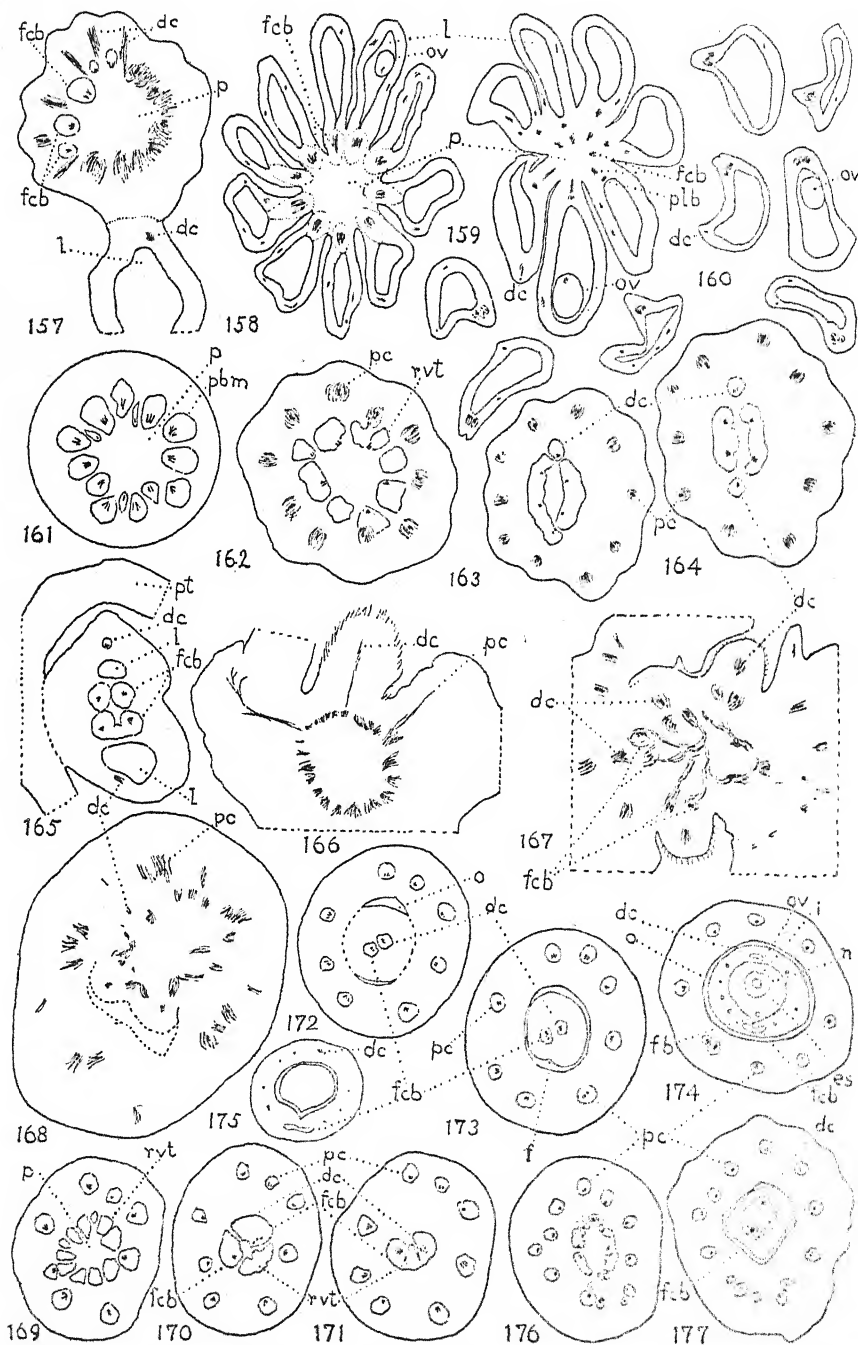 fcb dc fcb l ov
p p ov
fcb fcb plb
dc dc ov
l dc ov
157 158 159 160
p pbm pc rvt dc
pc
161 162 163 164
pt dc
dc l fcb dc pc dc
l
dc pc fcb
165 166 167
o dc ov i
dc o n
172 dc pc fb
fcb es
fcb
168 175 173 174
f pc dc
p rvt pc
dc
fcb
fcb rvt fcb
169 170 171 176 177